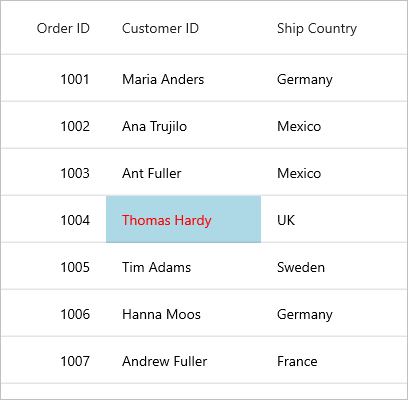 Order ID Customer ID Ship Country
1001 Maria Anders Germany
1002 Ana Trujilo Mexico
1003 Ant Fuller Mexico
1004 Thomas Hardy UK
1005 Tim Adams Sweden
1006 Hanna Moos Germany
1007 Andrew Fuller France